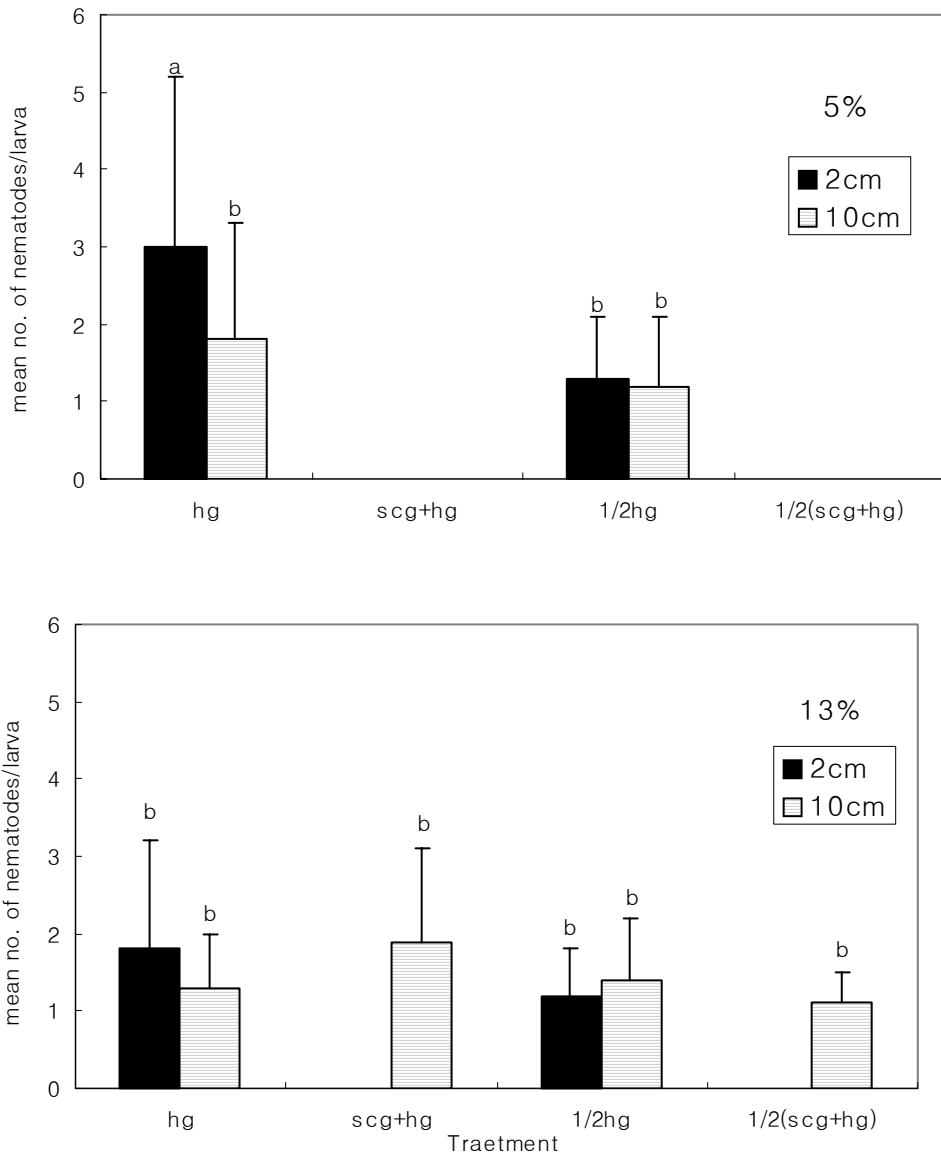 6
a
5
5%
4
2cm
10cm
b
3
2
b
b
1
0
mean no. of nematodes/larva
hg
scg+hg
1/2hg
1/2(scg+hg)
6
5
13%
4
2cm
10cm
b
b
3
b
b
2
b
b
1
0
mean no. of nematodes/larva
hg
scg+hg
1/2hg
1/2(scg+hg)
Traetment